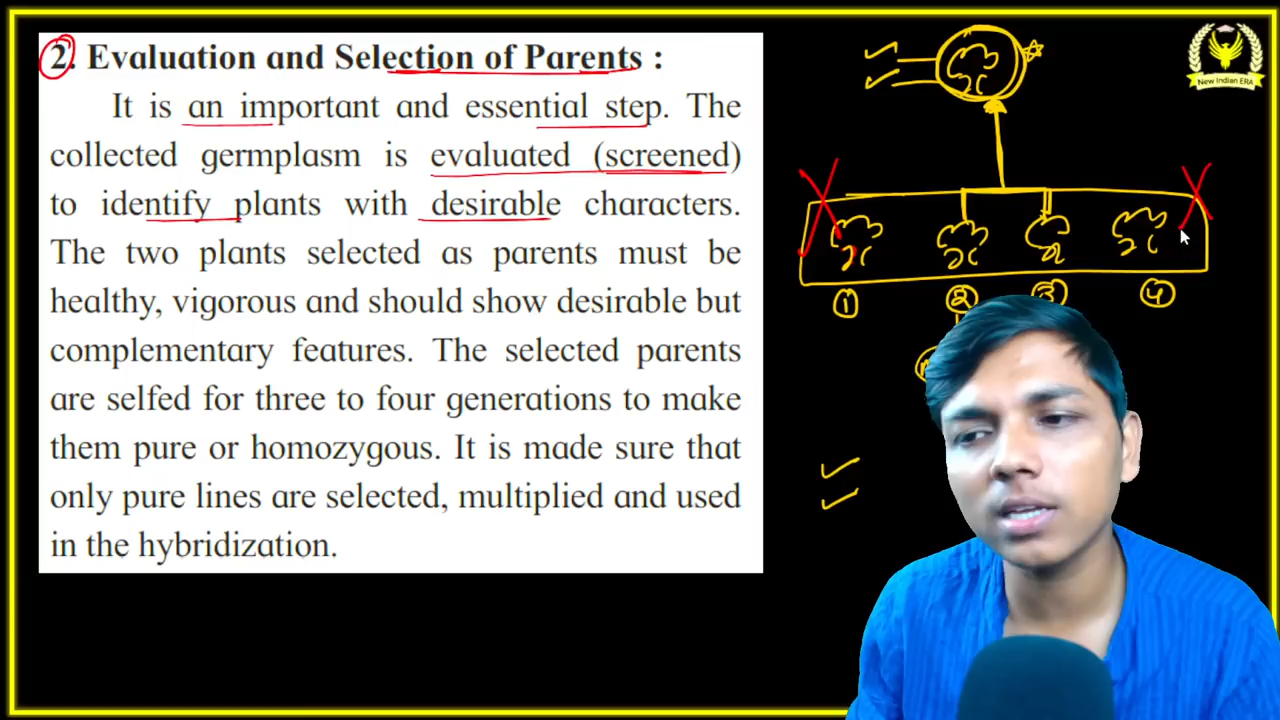 2. Evaluation and Selection of Parents :
It is an important and essential step. The
collected germplasm is evaluated (screened)
to identify plants with desirable characters.
The two plants selected as parents must be
healthy, vigorous and should show desirable but
complementary features. The selected parents
are selfed for three to four generations to make
them pure or homozygous. It is made sure that
only pure lines are selected, multiplied and used
in the hybridization.
1 2 3 4
New Indian ERA